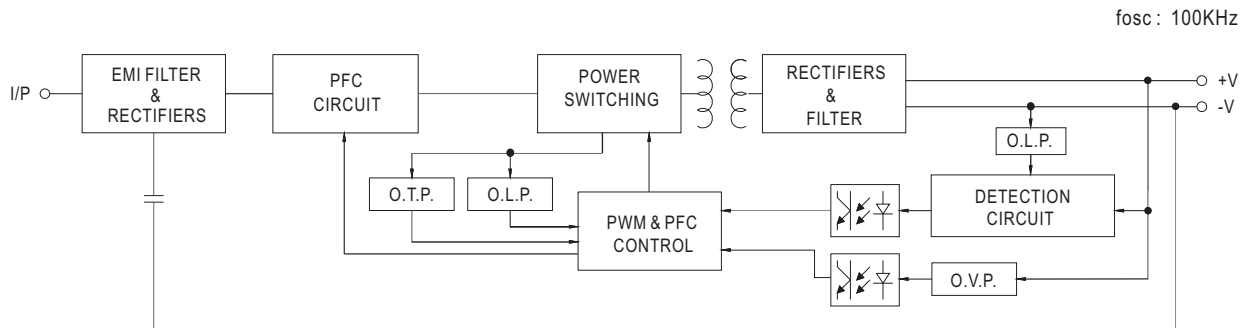 fosc : 100KHz
I/P
EMI FILTER
&
RECTIFIERS
PFC
CIRCUIT
POWER
SWITCHING
RECTIFIERS
&
FILTER
+V
-V
O.L.P.
O.T.P.
O.L.P.
PWM & PFC
CONTROL
DETECTION
CIRCUIT
O.V.P.